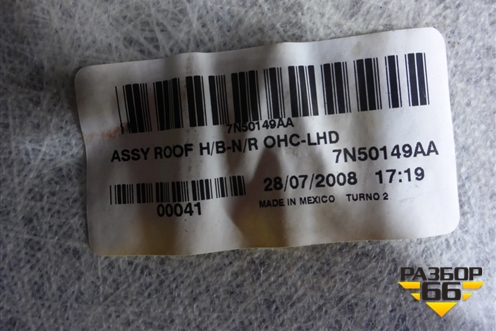 7N50149AA
ASSY ROOF H/B-N/R OHC-LHD
7N50149AA
28/07/2008 17:19
00041
MADE IN MEXICO TURNO 2
РАЗБОР
66